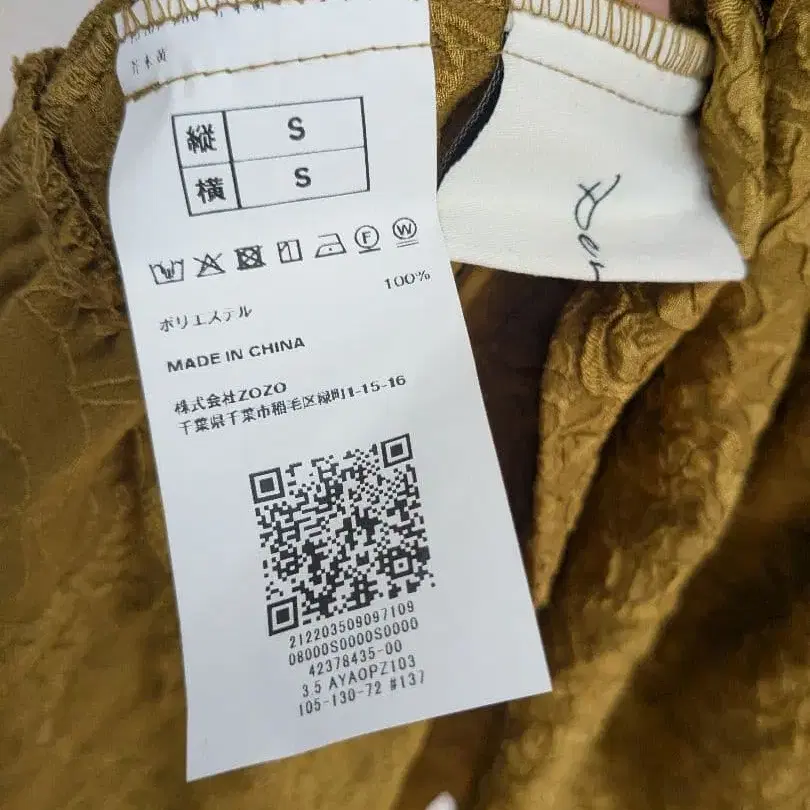 縦 S
横 S
F W
ポリエステル 100%
MADE IN CHINA
株式会社ZOZO
千葉県千葉市稲毛区緑町1-15-16
212203509097109
08000S0000S0000
42378435-00
3.5 AYAOPZ103
105-130-72 #137